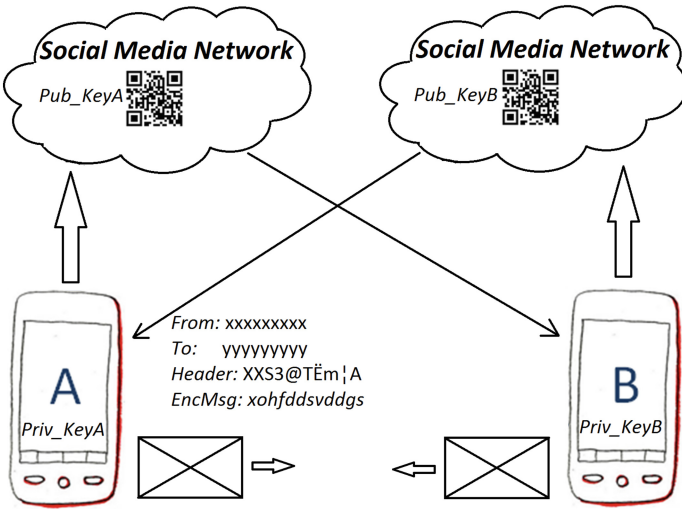 Social Media Network
Pub_KeyA
Social Media Network
Pub_KeyB
From: xxxxxxxxx
To: yyyyyyyyy
Header: XXS3@TËm¦A
EncMsg: xohfddsvddgs
A
Priv_KeyA
B
Priv_KeyB